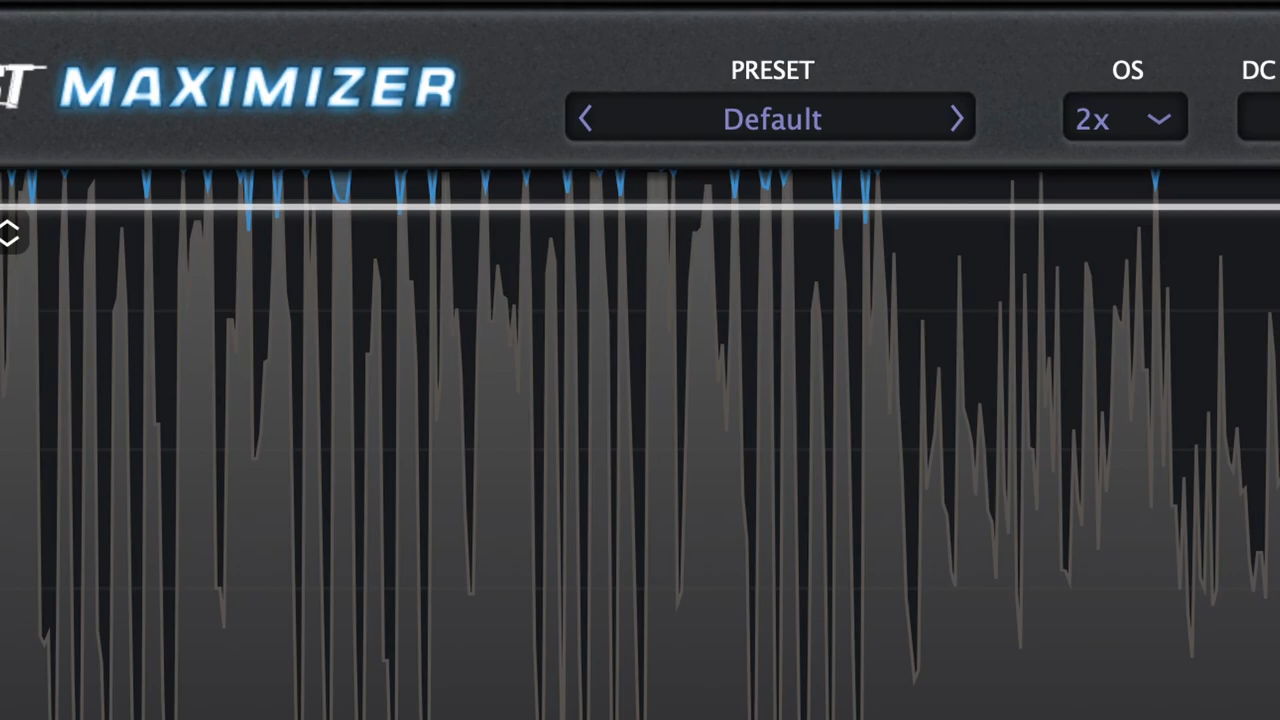 MAXIMIZER
PRESET
Default
OS
2x
DC